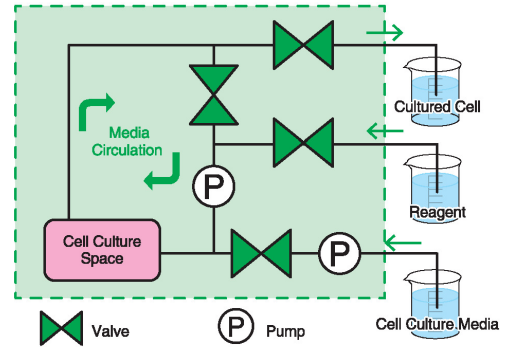 Cultured Cell
Media
Circulation
P
Reagent
Cell Culture
Space
P
Cell Culture Media
Valve
P
Pump